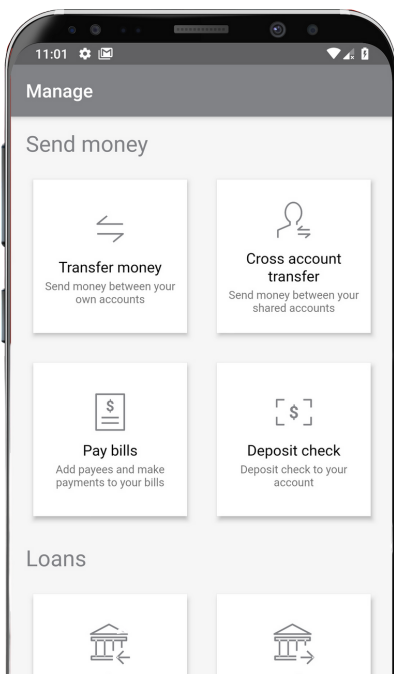 11:01
Manage
Send money
Transfer money
Send money between your
own accounts
Cross account
transfer
Send money between your
shared accounts
$
Pay bills
Add payees and make
payments to your bills
$
Deposit check
Deposit check to your
account
Loans